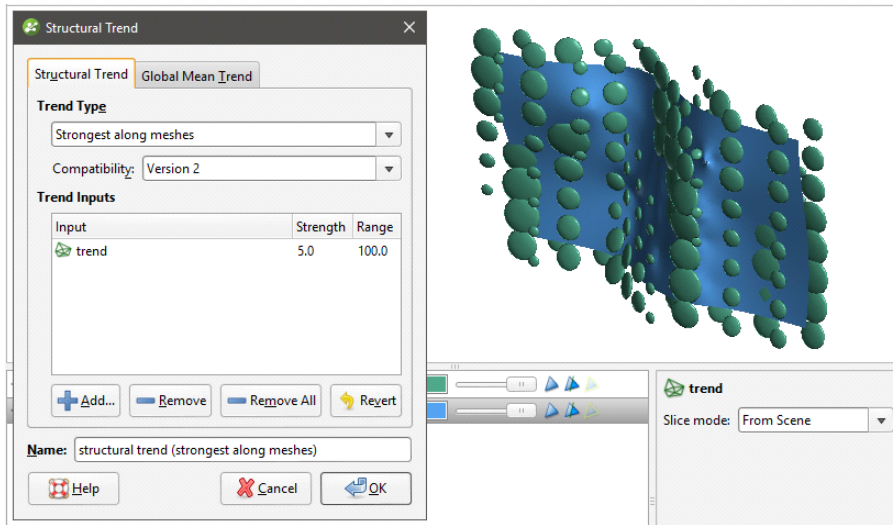 Structural Trend
Structural Trend
Global Mean Trend
Trend Type
Strongest along meshes
Compatibility: Version 2
Trend Inputs
Input Strength Range
trend 5.0 100.0
Add... Remove Remove All Revert
Name: structural trend (strongest along meshes)
Help Cancel OK
trend
Slice mode: From Scene